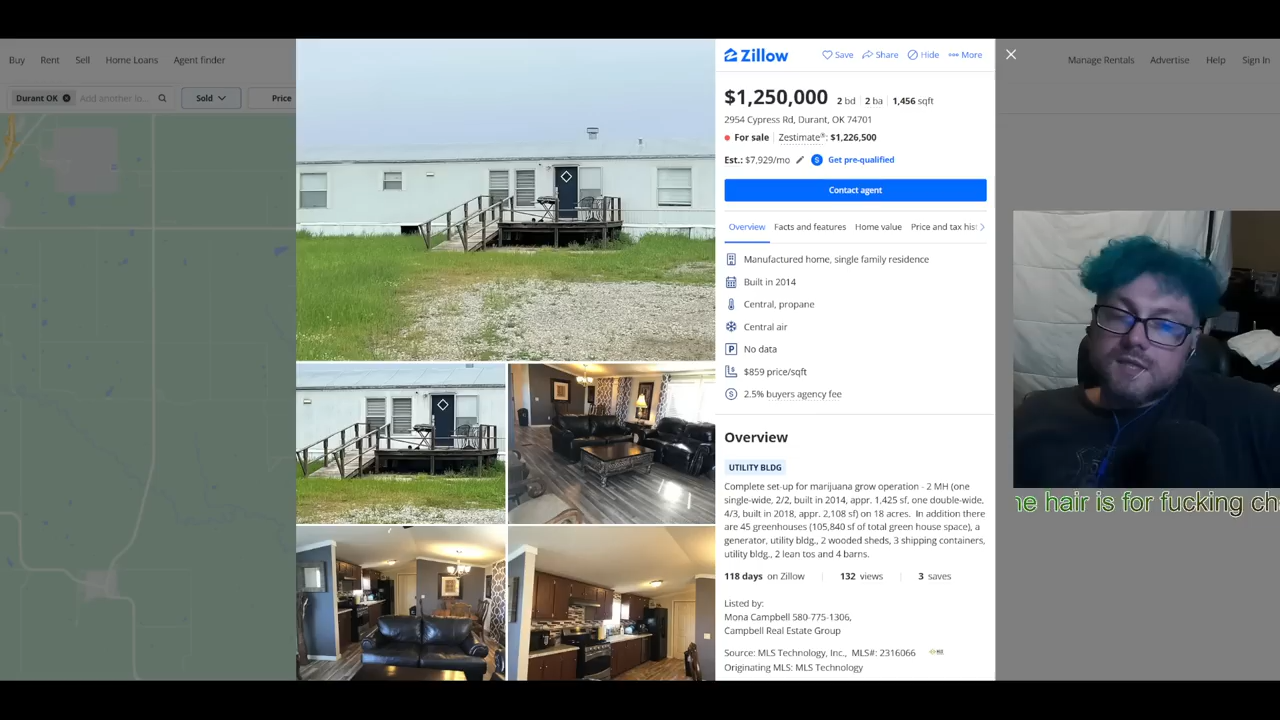 Buy Rent Sell Home Loans Agent finder
Zillow Save Share Hide More
Manage Rentals Advertise Help Sign In
Durant OK Add another lo... Sold Price
$1,250,000 2 bd 2 ba 1,456 sqft
2954 Cypress Rd, Durant, OK 74701
For sale Zestimate®: $1,226,500
Est.: $7,929/mo $ Get pre-qualified
Contact agent
Overview Facts and features Home value Price and tax his
Manufactured home, single family residence
Built in 2014
Central, propane
Central air
P No data
$859 price/sqft
2.5% buyers agency fee
Overview
UTILITY BLDG
Complete set-up for marijuana grow operation - 2 MH (one
single-wide, 2/2, built in 2014, appr. 1,425 sf, one double-wide,
4/3, built in 2018, appr. 2,108 sf) on 18 acres. In addition there
are 45 greenhouses (105,840 sf of total green house space), a
generator, utility bldg., 2 wooded sheds, 3 shipping containers,
utility bldg., 2 lean tos and 4 barns.
118 days on Zillow 132 views 3 saves
Listed by:
Mona Campbell 580-775-1306,
Campbell Real Estate Group
Source: MLS Technology, Inc., MLS#: 2316066
Originating MLS: MLS Technology
ne hair is for fucking ch